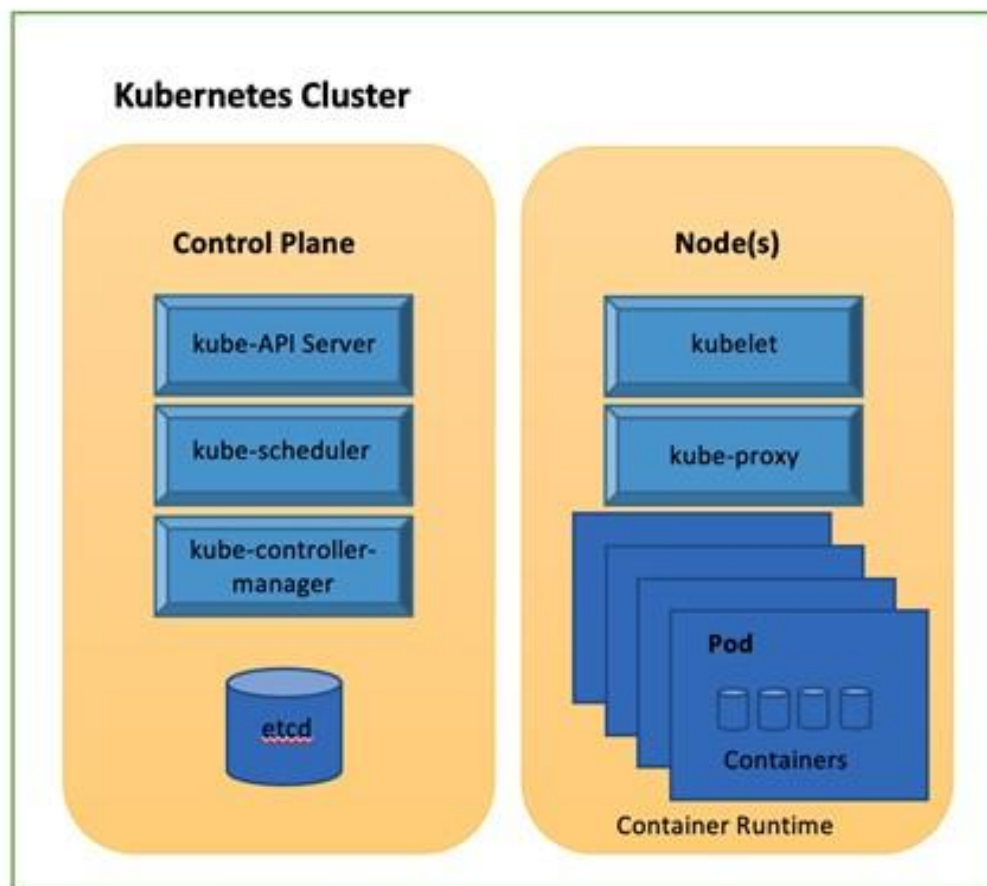 Kubernetes Cluster
Control Plane
kube-API Server
kube-scheduler
kube-controller-
manager
etcd
Node(s)
kubelet
kube-proxy
Pod
Containers
Container Runtime